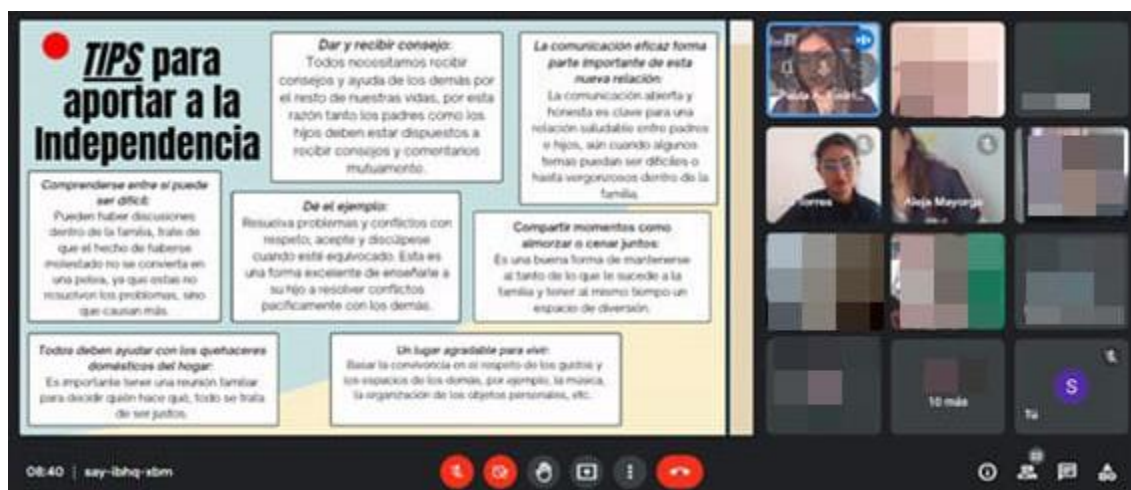 TIPS para
aportar a la
Independencia
Dar y recibir consejo:
Todos necesitamos recibir
consejos y ayuda de los demás por
el resto de nuestras vidas, por esta
razón tanto los padres como los
hijos deben estar dispuestos a
recibir consejos y comentarios
mutuamente.
La comunicación eficaz forma
parte importante de esta
nueva relación:
La comunicación abierta y
honesta es clave para una
relación saludable entre padres
e hijos, aún cuando algunos
temas puedan ser difíciles o
hasta vergonzosos dentro de la
familia.
Comprenderse entre si puede
ser difícil:
Pueden haber discusiones
dentro de la familia, trate de
que el hecho de haberse
molestado no se convierta en
una pelea, ya que estas no
resuelven los problemas, sino
que causan más.
De el ejemplo:
Resuelva problemas y conflictos con
respeto, acepte y discúlpese
cuando esté equivocado. Esta es
una forma excelente de enseñarle a
su hijo a resolver conflictos
pacíficamente con los demás.
Compartir momentos como
almorzar o cenar juntos:
Es una buena forma de mantenerse
al tanto de lo que le sucede a la
familia y tener al mismo tiempo un
espacio de diversión.
Todos deben ayudar con los quehaceres
domésticos del hogar:
Es importante tener una reunión familiar
para decidir quién hace qué, todo se trata
de ser justos.
Un lugar agradable para vivir:
Basar la convivencia en el respeto de los gustos y
los espacios de los demás, por ejemplo, la música,
la organización de los objetos personales, etc.
Torres
Aleja Mayorga
10 más
S
Tú
08:40 | say-ibhq-xbm